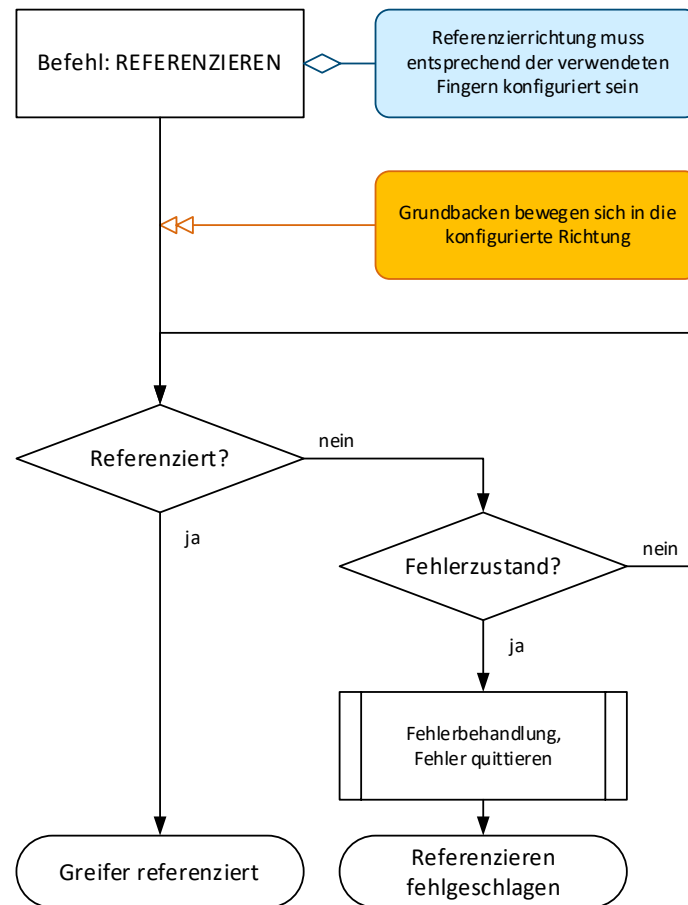 Befehl: REFERENZIEREN
Referenzierrichtung muss
entsprechend der verwendeten
Fingern konfiguriert sein
Grundbacken bewegen sich in die
konfigurierte Richtung
Referenziert?
nein
ja
Fehlerzustand?
nein
ja
Fehlerbehandlung,
Fehler quittieren
Greifer referenziert
Referenzieren
fehlgeschlagen